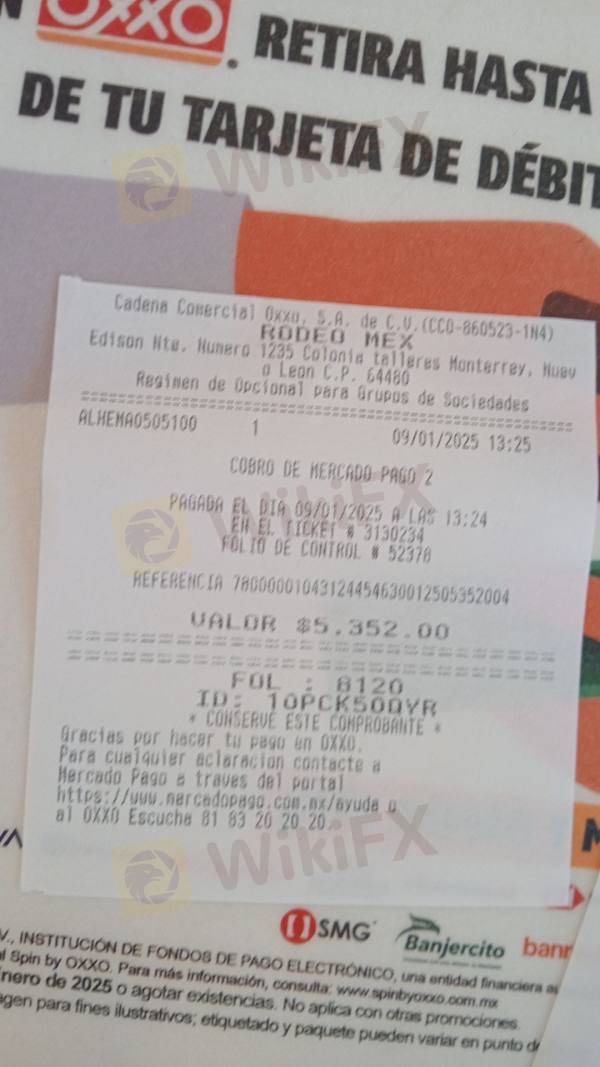 OXXO. RETIRA HASTA
DE TU TARJETA DE DÉBIT
WikiFX
Cadena Comercial Oxxo, S.A. de C.V.(CCO-860523-1N4)
RODEO MEX
Edison Nte. Numero 1235 Colonia talleres Monterrey, Nuev
o Leon C.P. 64480
Regimen de Opcional para Grupos de Sociedades
ALHEMA0505100 1 09/01/2025 13:25
COBRO DE MERCADO PAGO 2
WikiFX
PAGADA EL DIA 09/01/2025 A LAS 13:24
EN EL TICKET # 3130234
FOLIO DE CONTROL # 52378
REFERENCIA 78000001043124454630012505352004
VALOR $5,352.00
FOL : 8120
ID: 10PCK50QYR
* CONSERVE ESTE COMPROBANTE *
Gracias por hacer tu pago en OXXO.
Para cualquier aclaracion contacte a
Mercado Pago a traves del portal
https://www.mercadopago.com.mx/ayuda o
al OXXO Escucha 81 83 20 20 20.
WikiFX
SMG
Banjercito
V., INSTITUCIÓN DE FONDOS DE PAGO ELECTRÓNICO, una entidad financiera
l Spin by OXXO. Para más información, consulta: www.spinbyoxxo.com.mx
nero de 2025 o agotar existencias. No aplica con otras promociones.
agen para fines ilustrativos; etiquetado y paquete pueden variar en punto d